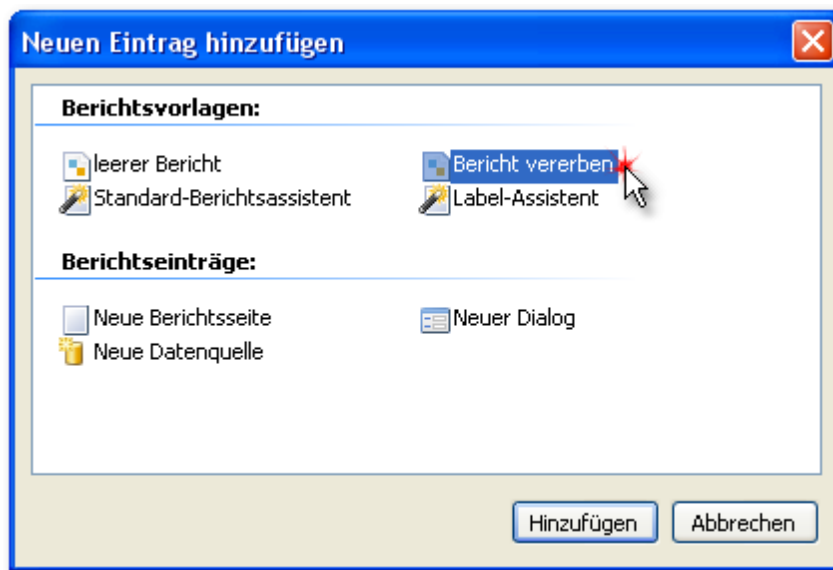 Neuen Eintrag hinzufügen
Berichtsvorlagen:
leerer Bericht Bericht vererben
Standard-Berichtsassistent Label-Assistent
Berichtseinträge:
Neue Berichtsseite Neuer Dialog
Neue Datenquelle
Hinzufügen Abbrechen